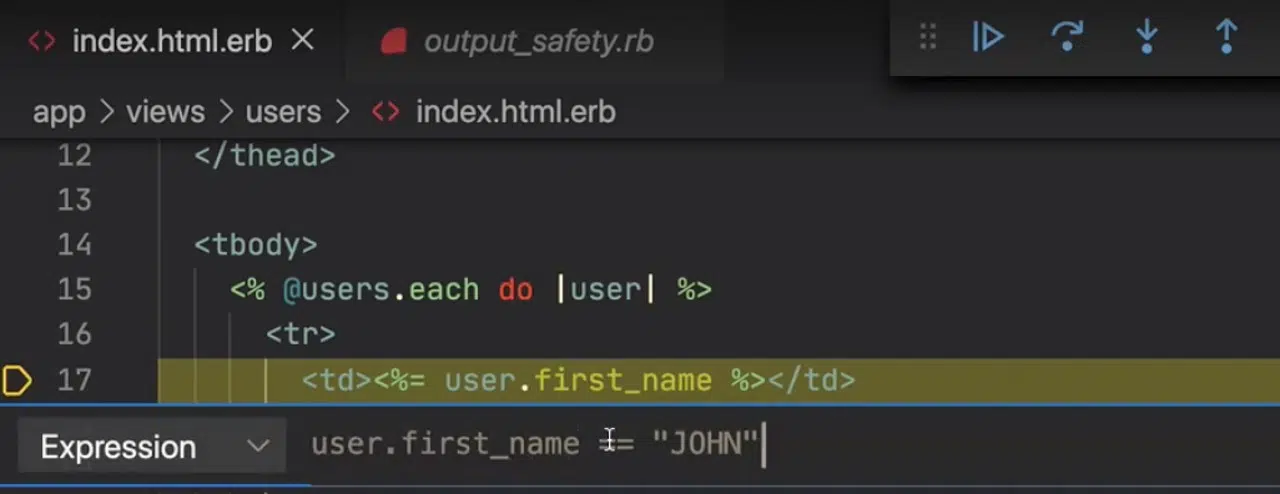 index.html.erb output_safety.rb
app > views > users > index.html.erb
12 </thead>
13
14 <tbody>
15 <% @users.each do |user| %>
16 <tr>
17 <td><%= user.first_name %></td>
Expression user.first_name == "JOHN"